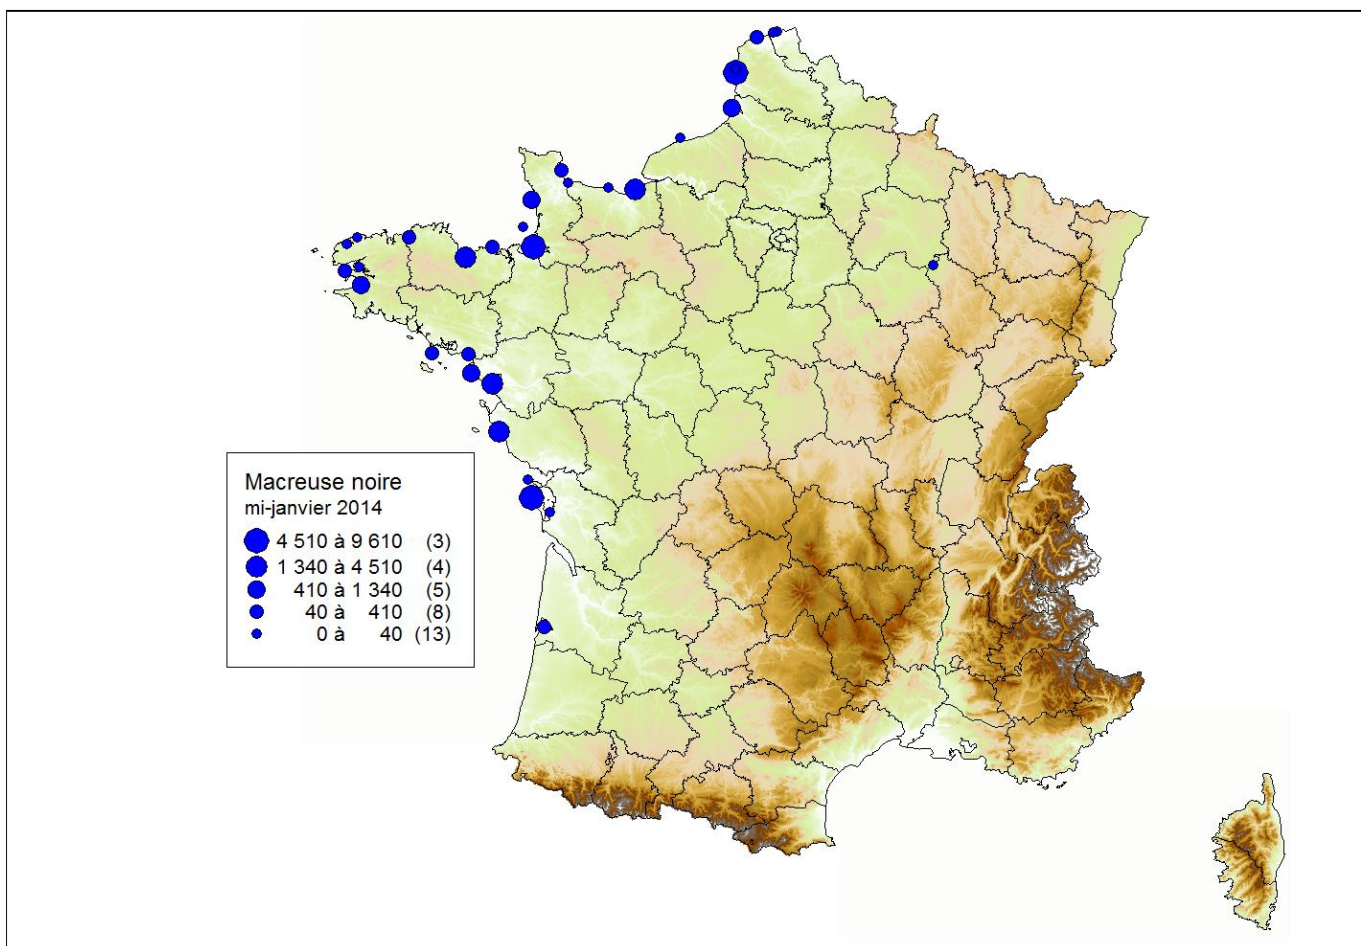 Macreuse noire
mi-janvier 2014
4 510 à 9 610 (3)
1 340 à 4 510 (4)
410 à 1 340 (5)
40 à 410 (8)
0 à 40 (13)